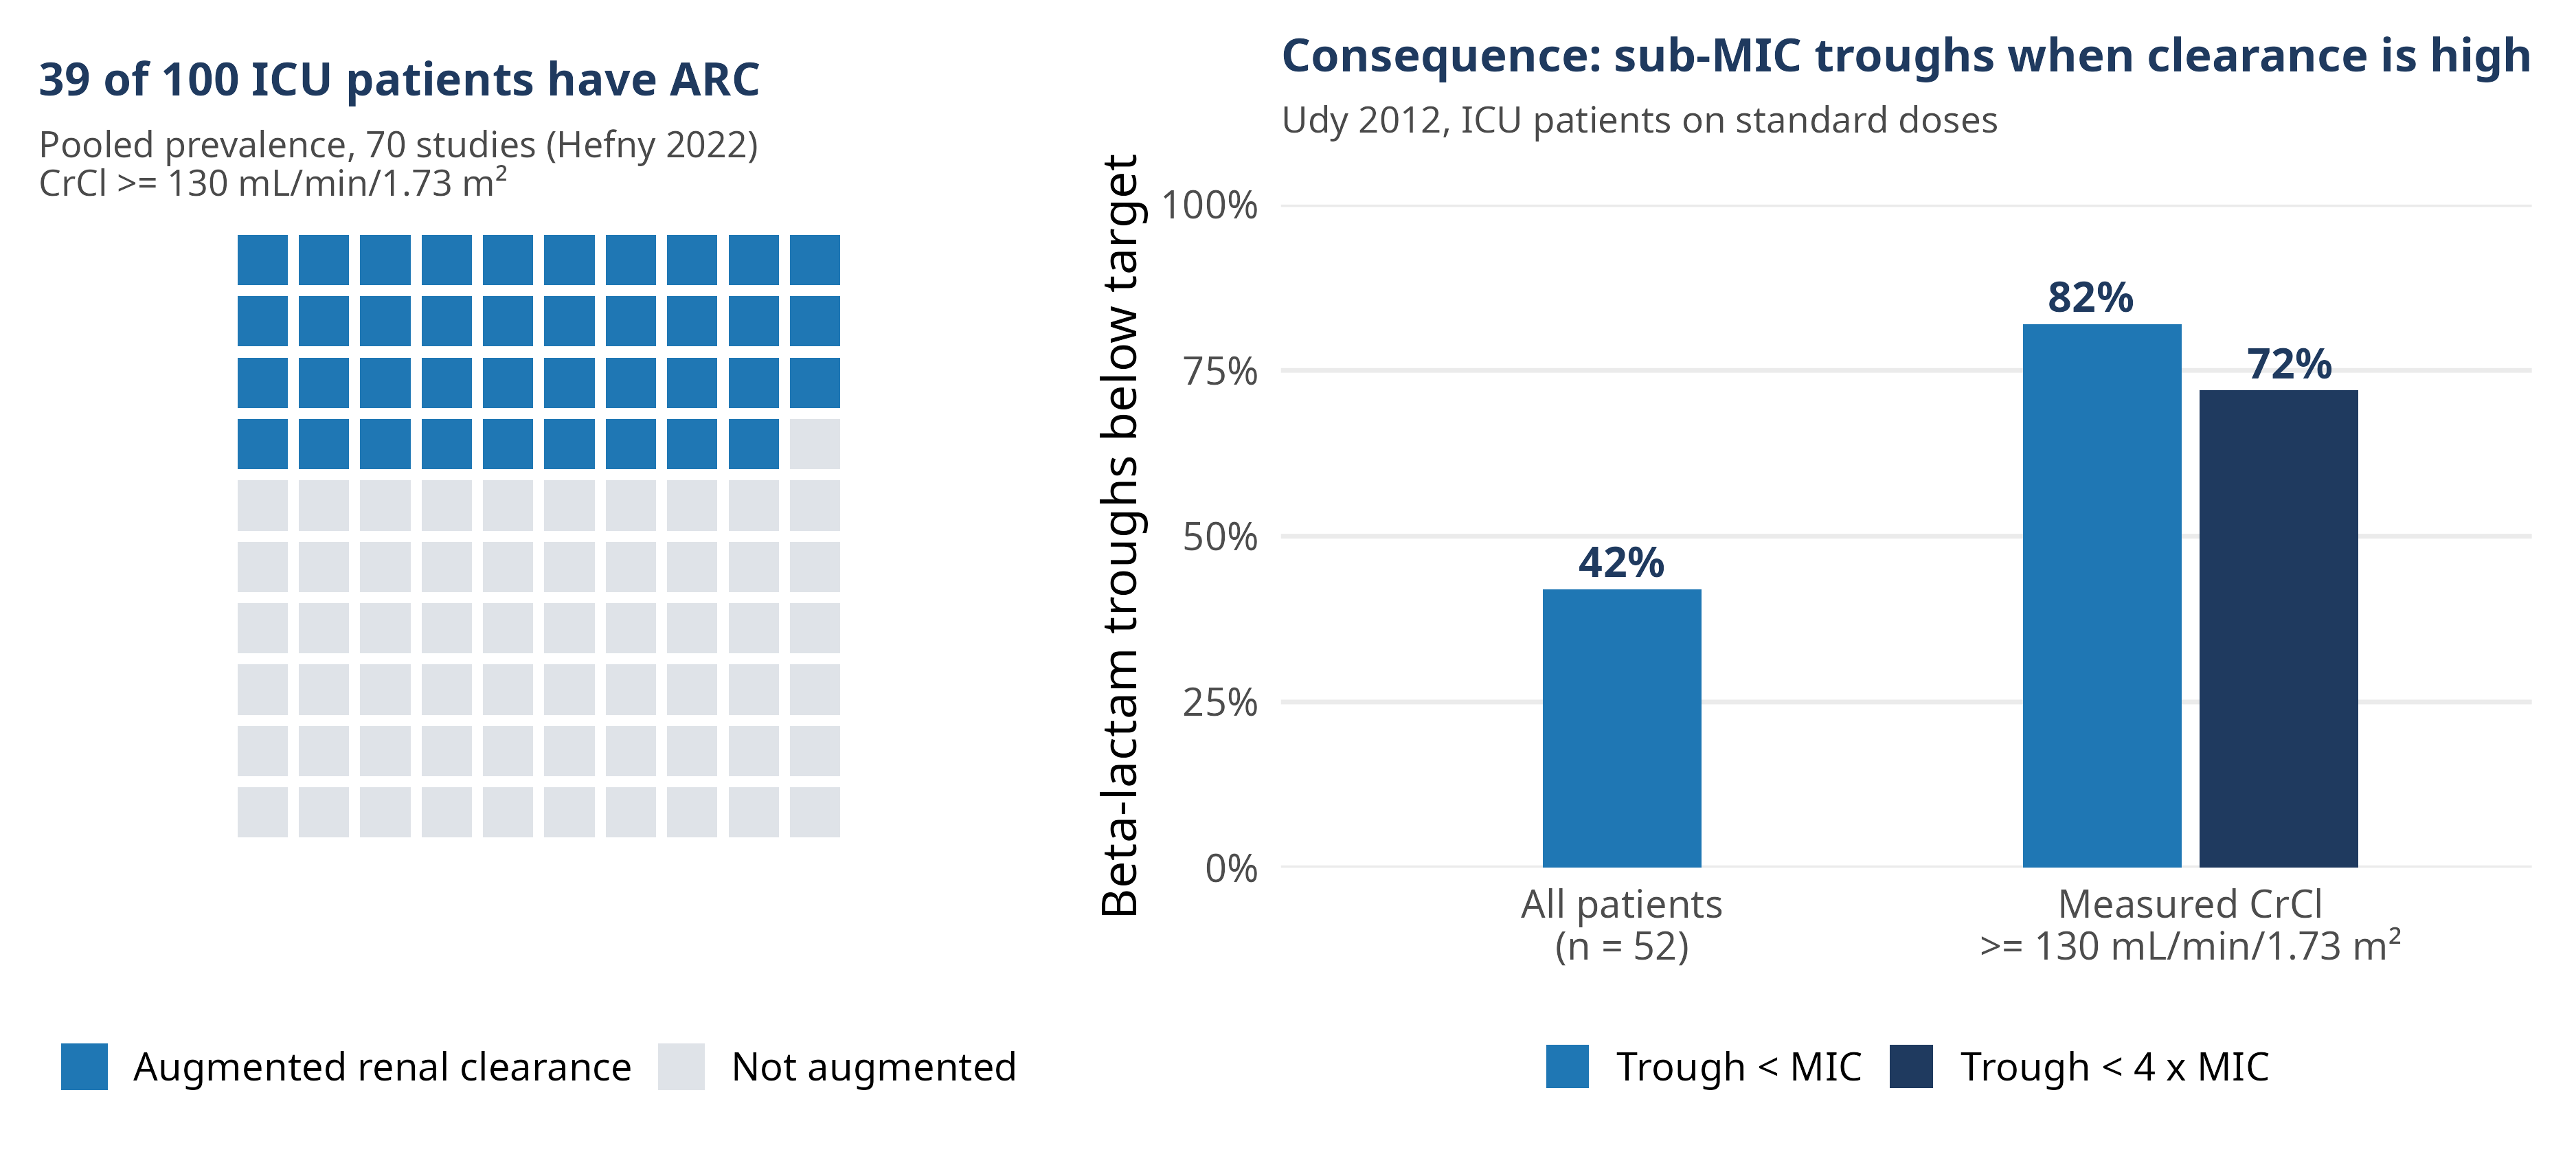 39 of 100 ICU patients have ARC
Pooled prevalence, 70 studies (Hefny 2022)
CrCl >= 130 mL/min/1.73 m²
Augmented renal clearance
Not augmented
Consequence: sub-MIC troughs when clearance is high
Udy 2012, ICU patients on standard doses
Beta-lactam troughs below target
100%
75%
50%
25%
0%
42%
82%
72%
All patients
(n = 52)
Measured CrCl
>= 130 mL/min/1.73 m²
Trough < MIC
Trough < 4 x MIC